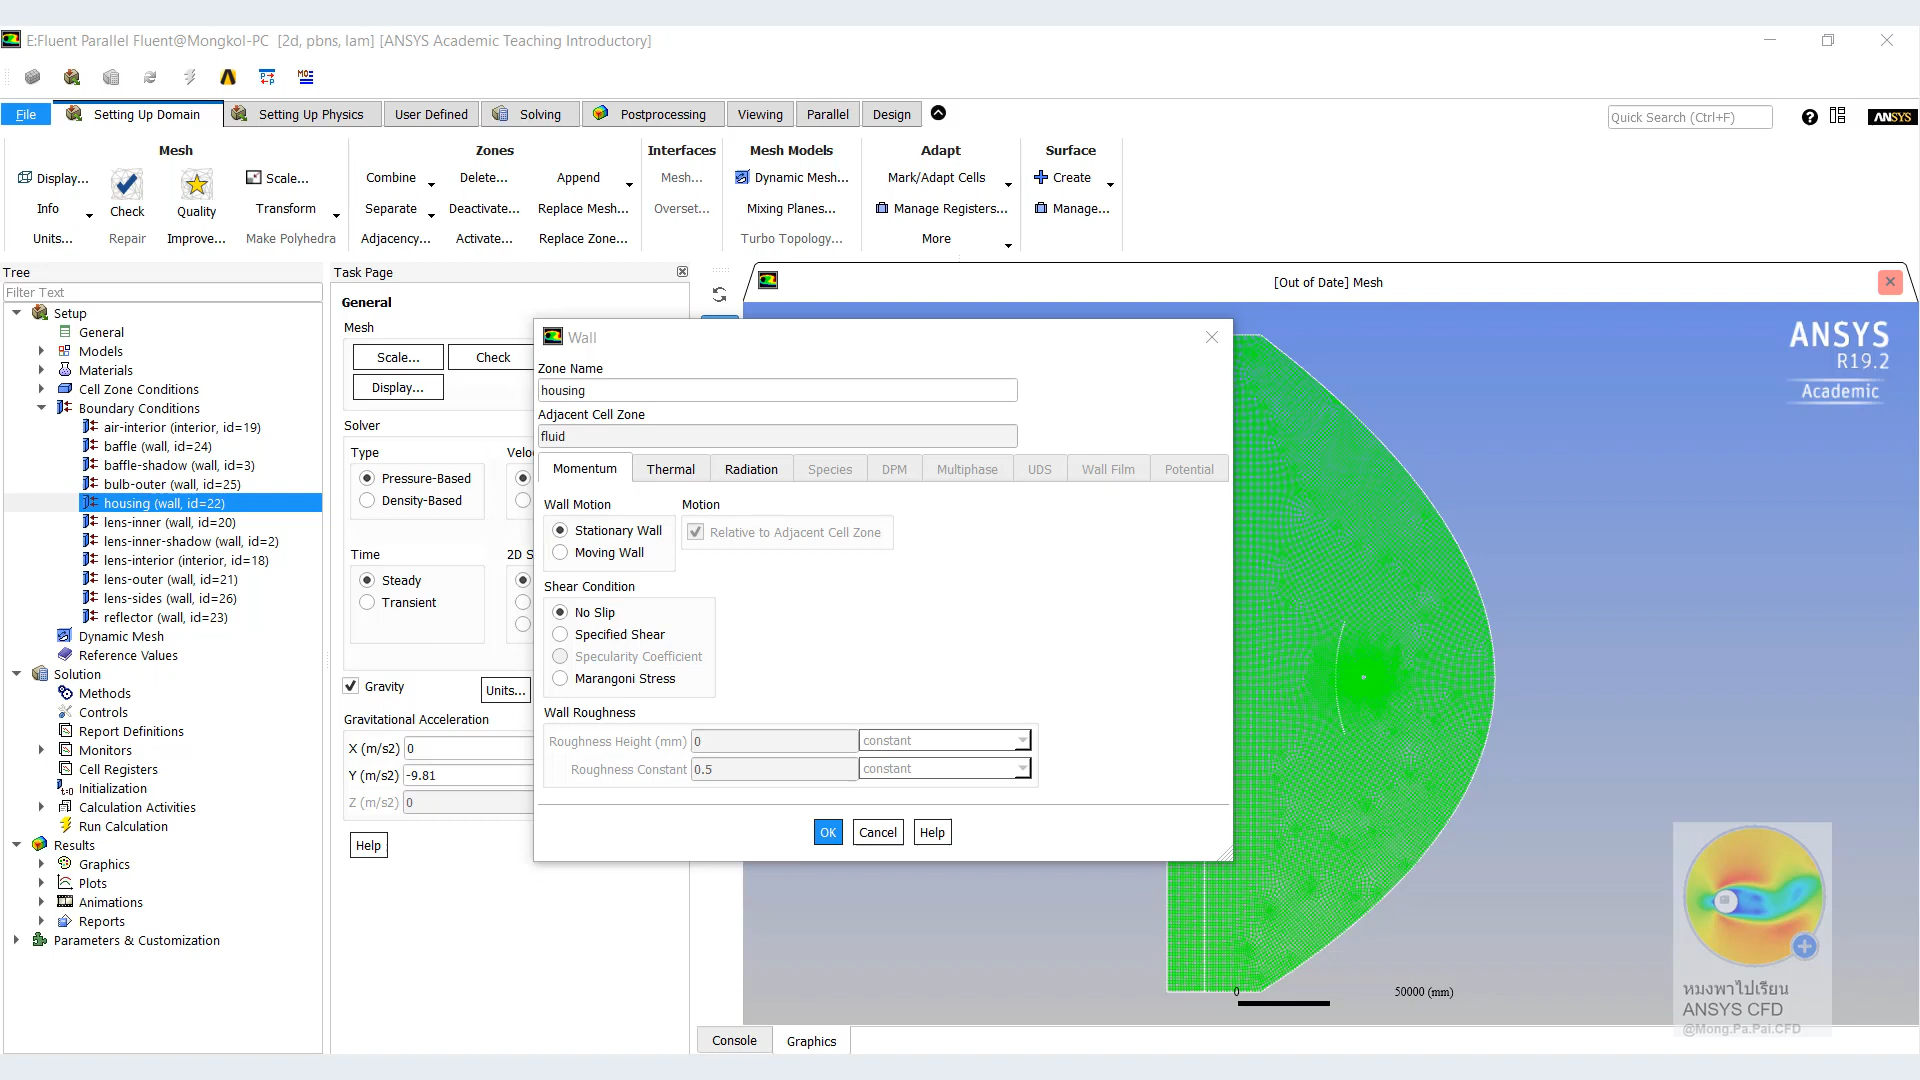 E:Fluent Parallel Fluent@Mongkol-PC [2d, pbns, lam] [ANSYS Academic Teaching Introductory]
File
Setting Up Domain
Setting Up Physics
User Defined
Solving
Postprocessing
Viewing
Parallel
Design
Quick Search (Ctrl+F)
ANSYS
Mesh
Display...
Info
Units...
Check
Repair
Quality
Improve...
Scale...
Transform
Make Polyhedra
Zones
Combine
Separate
Adjacency...
Delete...
Deactivate...
Activate...
Append
Replace Mesh...
Replace Zone...
Interfaces
Mesh...
Overset...
Mesh Models
Dynamic Mesh...
Mixing Planes...
Turbo Topology...
Adapt
Mark/Adapt Cells
Manage Registers...
More
Surface
Create
Manage...
Tree
Filter Text
Setup
General
Models
Materials
Cell Zone Conditions
Boundary Conditions
air-interior (interior, id=19)
baffle (wall, id=24)
baffle-shadow (wall, id=3)
bulb-outer (wall, id=25)
housing (wall, id=22)
lens-inner (wall, id=20)
lens-inner-shadow (wall, id=2)
lens-interior (interior, id=18)
lens-outer (wall, id=21)
lens-sides (wall, id=26)
reflector (wall, id=23)
Dynamic Mesh
Reference Values
Solution
Methods
Controls
Report Definitions
Monitors
Cell Registers
Initialization
Calculation Activities
Run Calculation
Results
Graphics
Plots
Animations
Reports
Parameters & Customization
Task Page
General
Mesh
Scale...
Check
Display...
Solver
Type
Pressure-Based
Density-Based
Time
Steady
Transient
2D S
Gravity
Units...
Gravitational Acceleration
X (m/s2) 0
Y (m/s2) -9.81
Z (m/s2) 0
Help
Wall
Zone Name
housing
Adjacent Cell Zone
fluid
Momentum
Thermal
Radiation
Species
DPM
Multiphase
UDS
Wall Film
Potential
Wall Motion
Stationary Wall
Moving Wall
Motion
Relative to Adjacent Cell Zone
Shear Condition
No Slip
Specified Shear
Specularity Coefficient
Marangoni Stress
Wall Roughness
Roughness Height (mm) 0 constant
Roughness Constant 0.5 constant
OK
Cancel
Help
[Out of Date] Mesh
ANSYS
R19.2
Academic
0
50000 (mm)
หมงพาไปเรียน
ANSYS CFD
@Mong.Pa.Pai.CFD
Console
Graphics